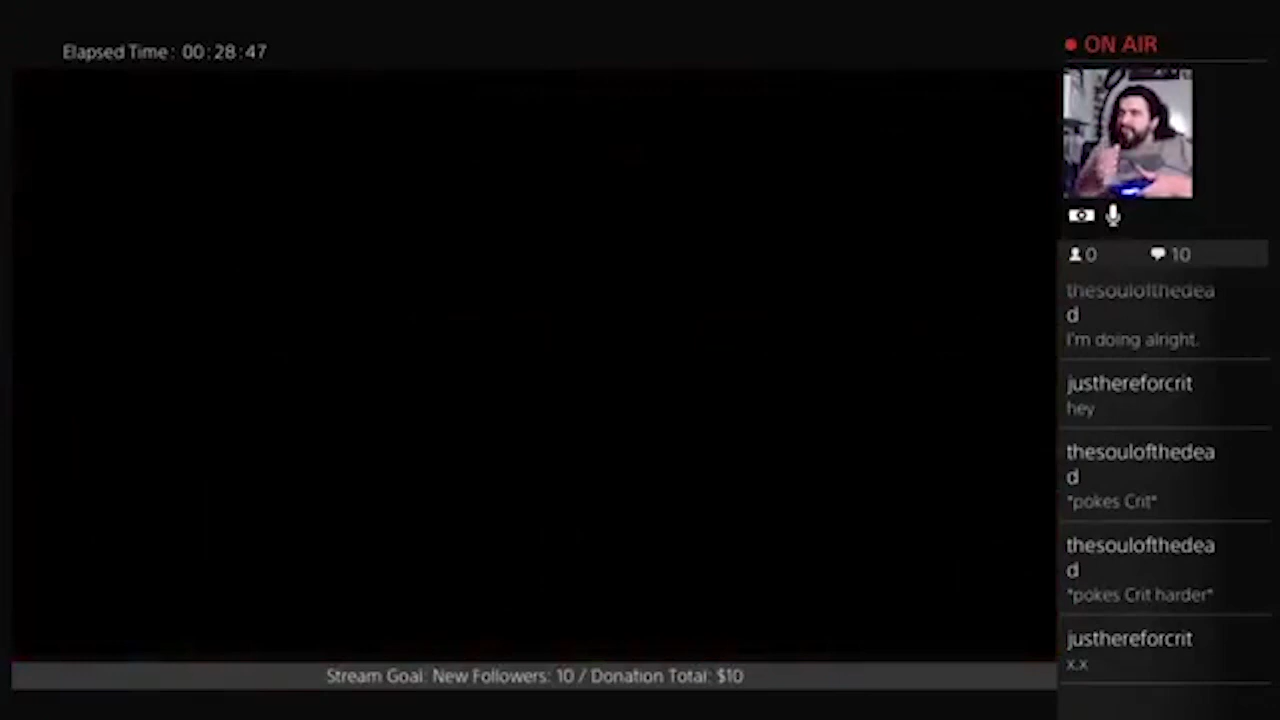 Elapsed Time: 00:28:47
ON AIR
0 10
thesoulofthedea
d
I'm doing alright.
justhereforcrit
hey
thesoulofthedea
d
*pokes Crit*
thesoulofthedea
d
*pokes Crit harder*
justhereforcrit
x.x
Stream Goal: New Followers: 10 / Donation Total: $10